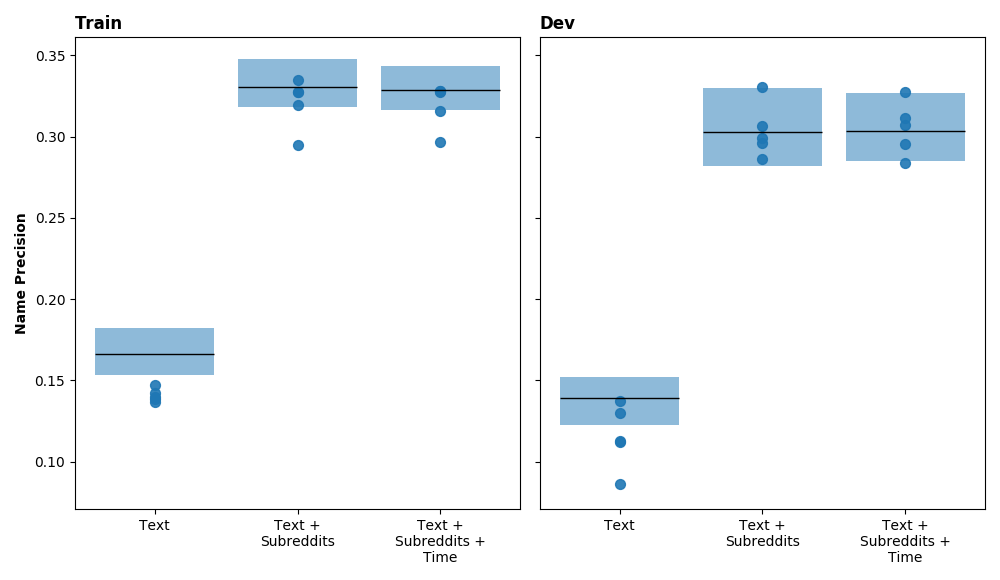 Train
Dev
0.35
0.30
0.25
0.20
0.15
0.10
Name Precision
Text
Text +
Subreddits
Text +
Subreddits +
Time
Text
Text +
Subreddits
Text +
Subreddits +
Time